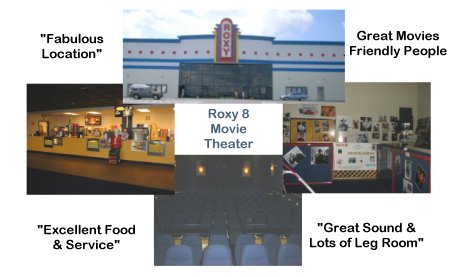 "Fabulous
Location"
ROXY
Great Movies
Friendly People
Roxy 8
Movie
Theater
"Excellent Food
& Service"
"Great Sound &
Lots of Leg Room"